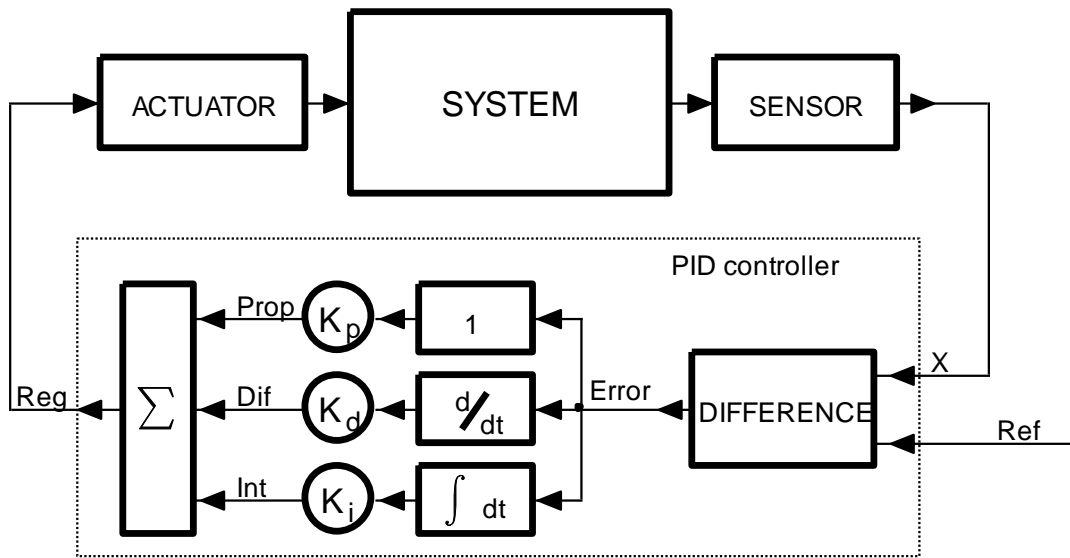 ACTUATOR
SYSTEM
SENSOR
PID controller
Prop
Kp
1
X
Reg
Σ
Dif
Kd
d/dt
Error
DIFFERENCE
Ref
Int
Ki
∫ dt